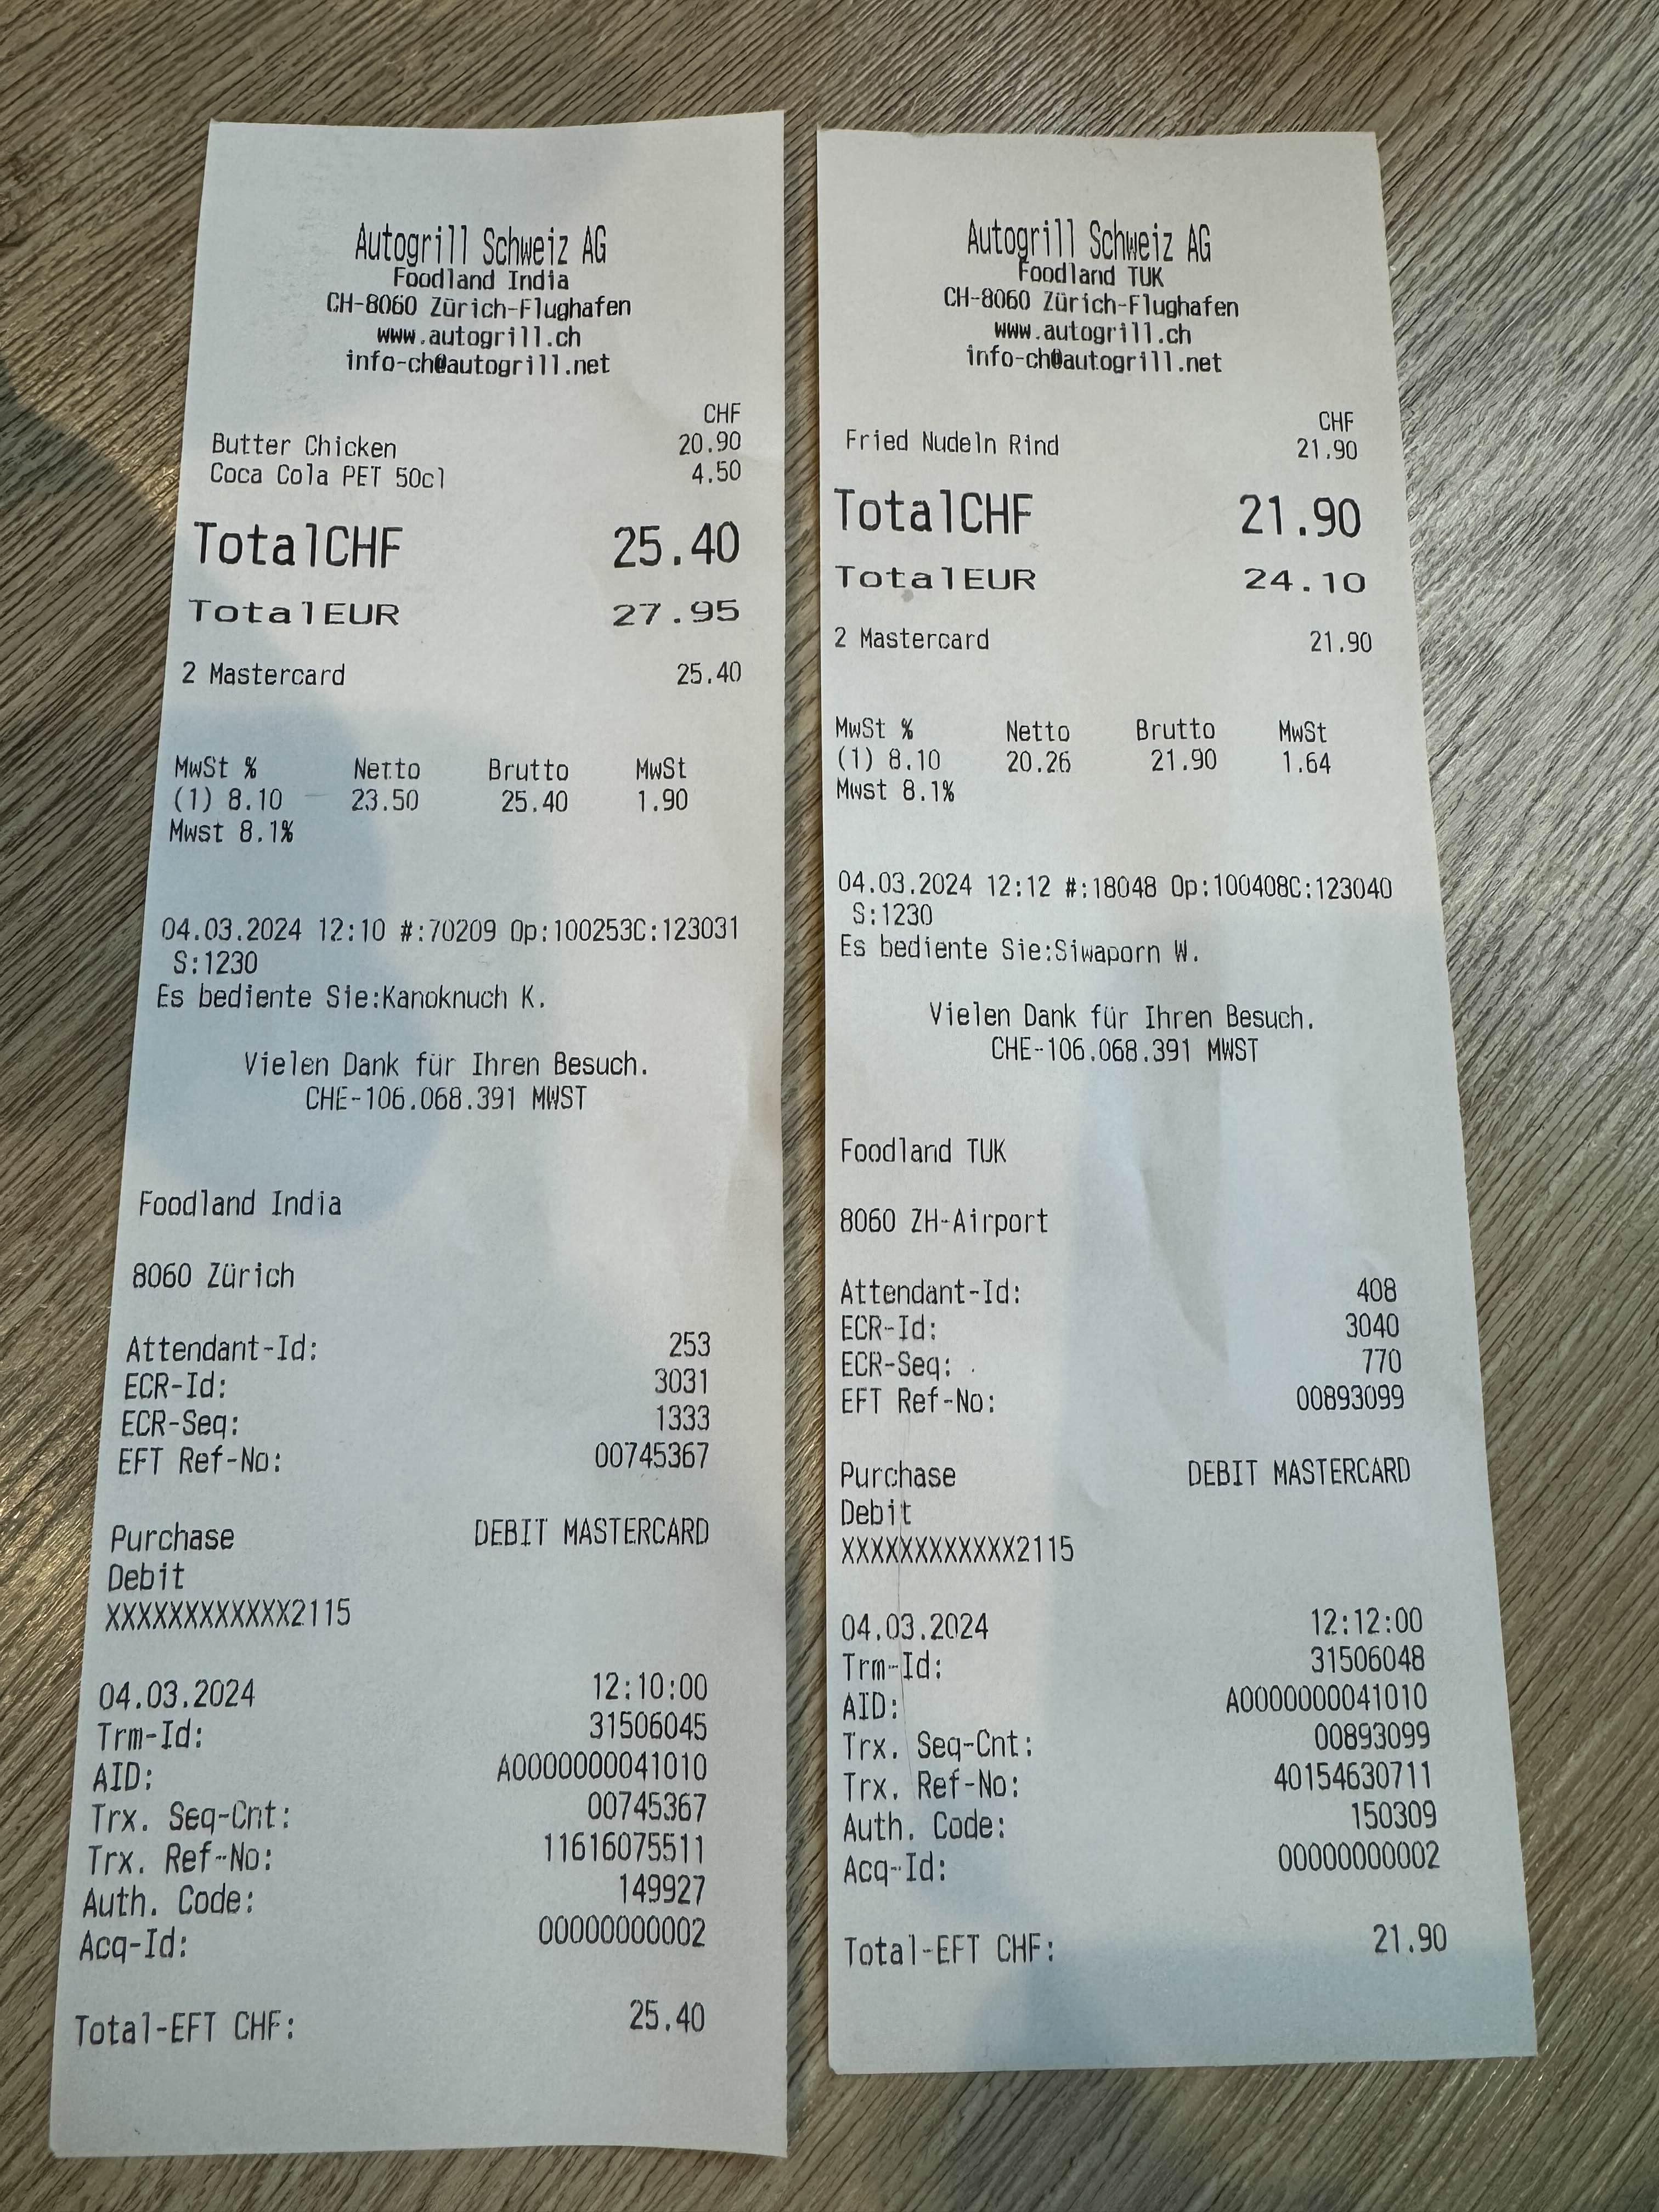 Autogrill Schweiz AG
Foodland India
CH-8060 Zürich-Flughafen
www.autogrill.ch
info-ch@autogrill.net
CHF
Butter Chicken 20.90
Coca Cola PET 50cl 4.50
TotalCHF 25.40
TotalEUR 27.95
2 Mastercard 25.40
MwSt % Netto Brutto MwSt
(1) 8.10 23.50 25.40 1.90
Mwst 8.1%
04.03.2024 12:10 #:70209 Op:100253C:123031
S:1230
Es bediente Sie:Kanoknuch K.
Vielen Dank für Ihren Besuch.
CHE-106.068.391 MWST
Foodland India
8060 Zürich
Attendant-Id: 253
ECR-Id: 3031
ECR-Seq: 1333
EFT Ref-No: 00745367
Purchase DEBIT MASTERCARD
Debit
XXXXXXXXXXXX2115
04.03.2024 12:10:00
Trm-Id: 31506045
AID: A0000000041010
Trx. Seq-Cnt: 00745367
Trx. Ref-No: 11616075511
Auth. Code: 149927
Acq-Id: 00000000002
Total-EFT CHF: 25.40
Autogrill Schweiz AG
Foodland TUK
CH-8060 Zürich-Flughafen
www.autogrill.ch
info-ch@autogrill.net
CHF
Fried Nudeln Rind 21.90
TotalCHF 21.90
TotalEUR 24.10
2 Mastercard 21.90
MwSt % Netto Brutto MwSt
(1) 8.10 20.26 21.90 1.64
Mwst 8.1%
04.03.2024 12:12 #:18048 Op:100408C:123040
S:1230
Es bediente Sie:Siwaporn W.
Vielen Dank für Ihren Besuch.
CHE-106.068.391 MWST
Foodland TUK
8060 ZH-Airport
Attendant-Id: 408
ECR-Id: 3040
ECR-Seq: 770
EFT Ref-No: 00893099
Purchase DEBIT MASTERCARD
Debit
XXXXXXXXXXXX2115
04.03.2024 12:12:00
Trm-Id: 31506048
AID: A0000000041010
Trx. Seq-Cnt: 00893099
Trx. Ref-No: 40154630711
Auth. Code: 150309
Acq-Id: 00000000002
Total-EFT CHF: 21.90